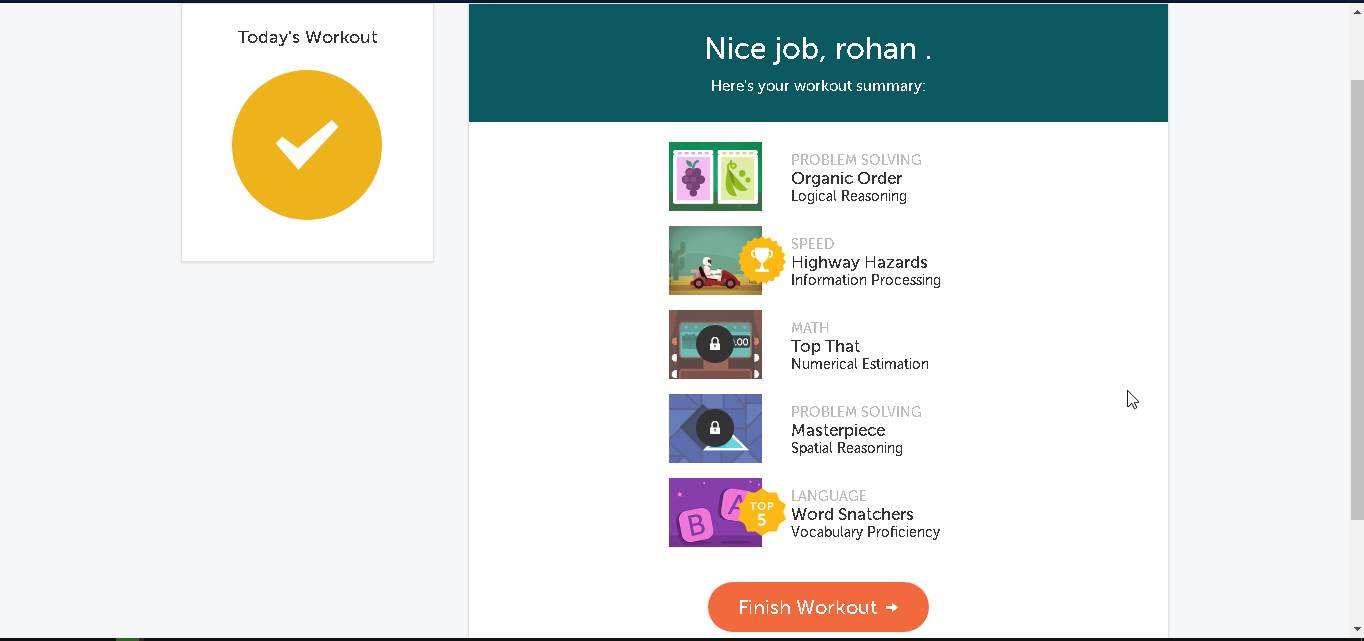 Today's Workout
Nice job, rohan .
Here's your workout summary:
PROBLEM SOLVING
Organic Order
Logical Reasoning
SPEED
Highway Hazards
Information Processing
.00
MATH
Top That
Numerical Estimation
PROBLEM SOLVING
Masterpiece
Spatial Reasoning
B A
TOP
5
LANGUAGE
Word Snatchers
Vocabulary Proficiency
Finish Workout